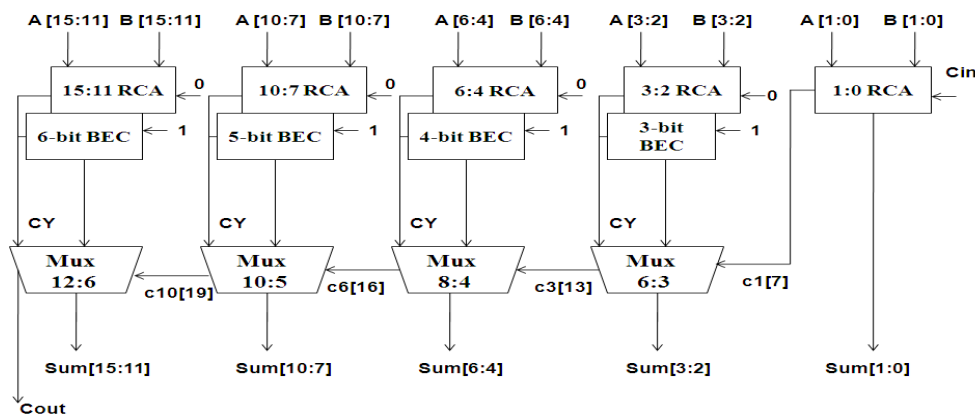 A [15:11] B[15:11] A[10:7] B [10:7] A[6:4] B[6:4] A[3:2] B[3:2] A [1:0] B[1:0]
Cin
15:11 RCA 0 10:7 RCA 0 6:4 RCA 0 3:2 RCA 0 1:0 RCA
6-bit BEC 1 5-bit BEC 1 4-bit BEC 1 3-bit BEC 1
CY CY CY CY
Mux 12:6 c10[19] Mux 10:5 c6[16] Mux 8:4 c3[13] Mux 6:3 c1[7]
Sum[15:11] Sum[10:7] Sum[6:4] Sum[3:2] Sum[1:0]
Cout